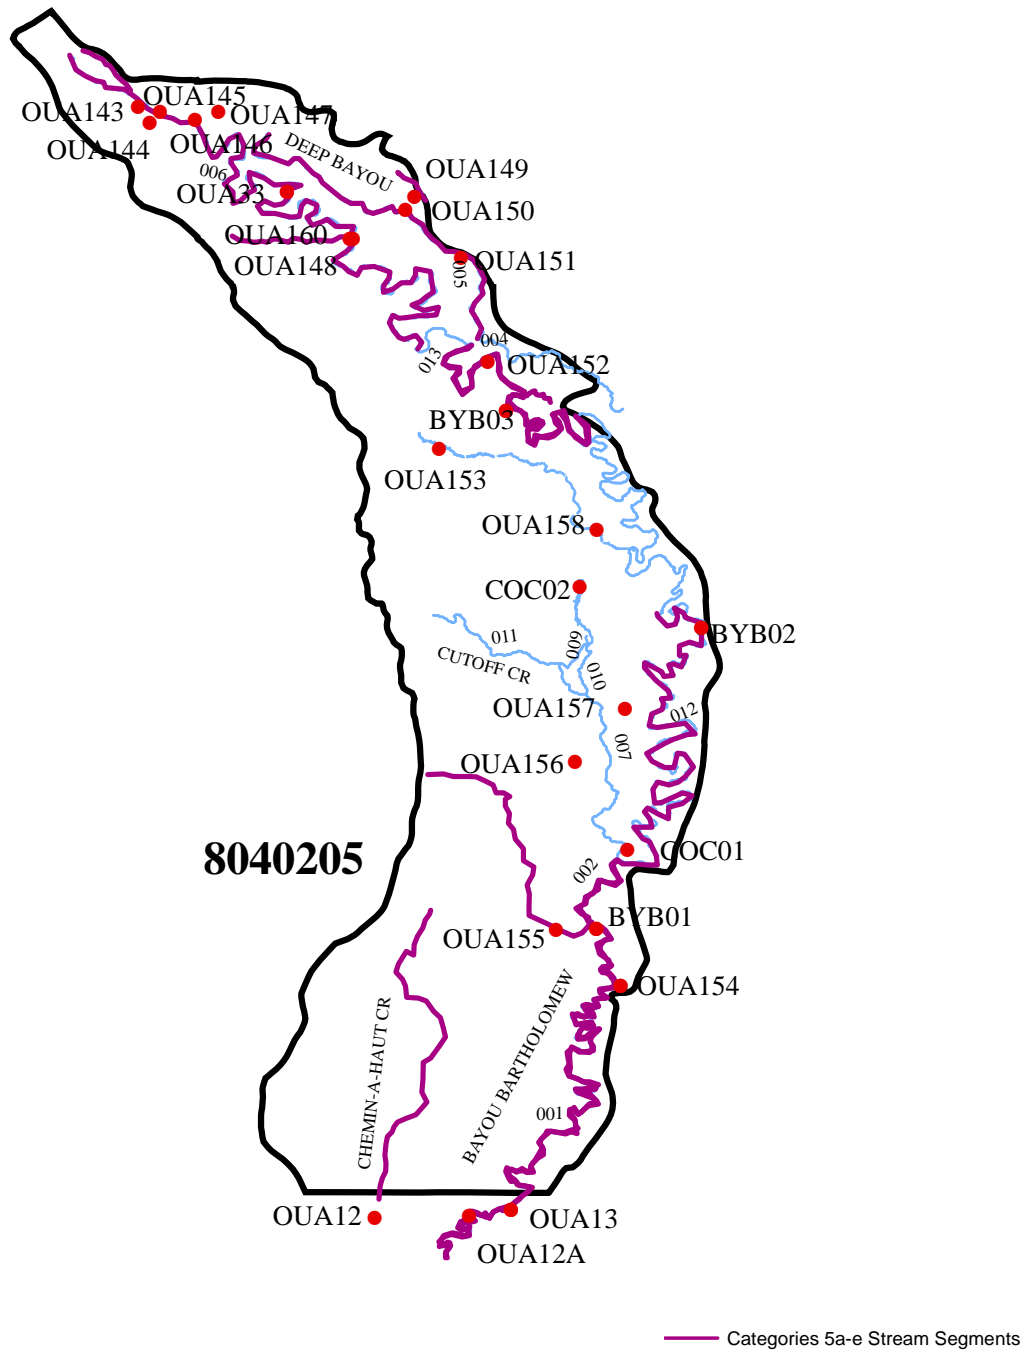 OUA145
OUA143
OUA147
OUA144
OUA146
DEEP BAYOU
006
OUA149
OUA33
OUA150
OUA160
OUA148
OUA151
005
004
013
OUA152
BYB03
OUA153
OUA158
COC02
011
009
BYB02
CUTOFF CR
010
OUA157
012
007
OUA156
8040205
COC01
002
BYB01
OUA155
OUA154
CHEMIN-A-HAUT CR
BAYOU BARTHOLOMEW
001
OUA12
OUA13
OUA12A
Categories 5a-e Stream Segments